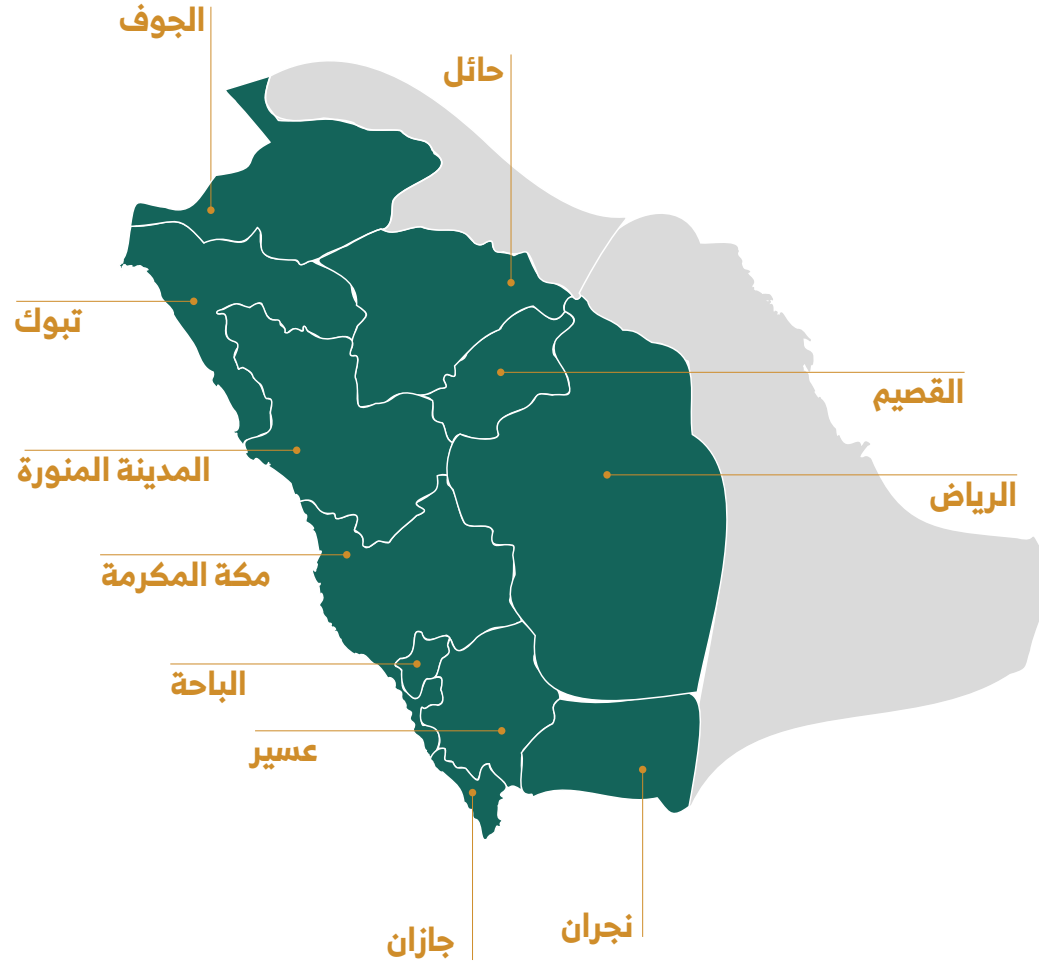 الجوف
حائل
تبوك
القصيم
المدينة المنورة
الرياض
مكة المكرمة
الباحة
عسير
نجران
جازان